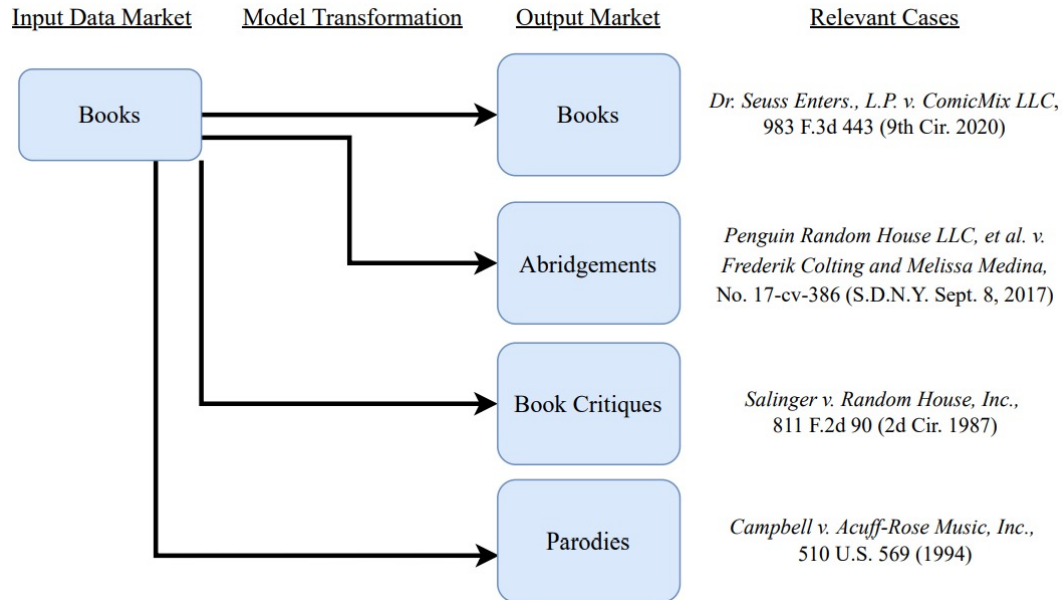 Input Data Market
Model Transformation
Output Market
Relevant Cases
Books
Books
Dr. Seuss Enters., L.P. v. ComicMix LLC,
983 F.3d 443 (9th Cir. 2020)
Abridgements
Penguin Random House LLC, et al. v.
Frederik Colting and Melissa Medina,
No. 17-cv-386 (S.D.N.Y. Sept. 8, 2017)
Book Critiques
Salinger v. Random House, Inc.,
811 F.2d 90 (2d Cir. 1987)
Parodies
Campbell v. Acuff-Rose Music, Inc.,
510 U.S. 569 (1994)